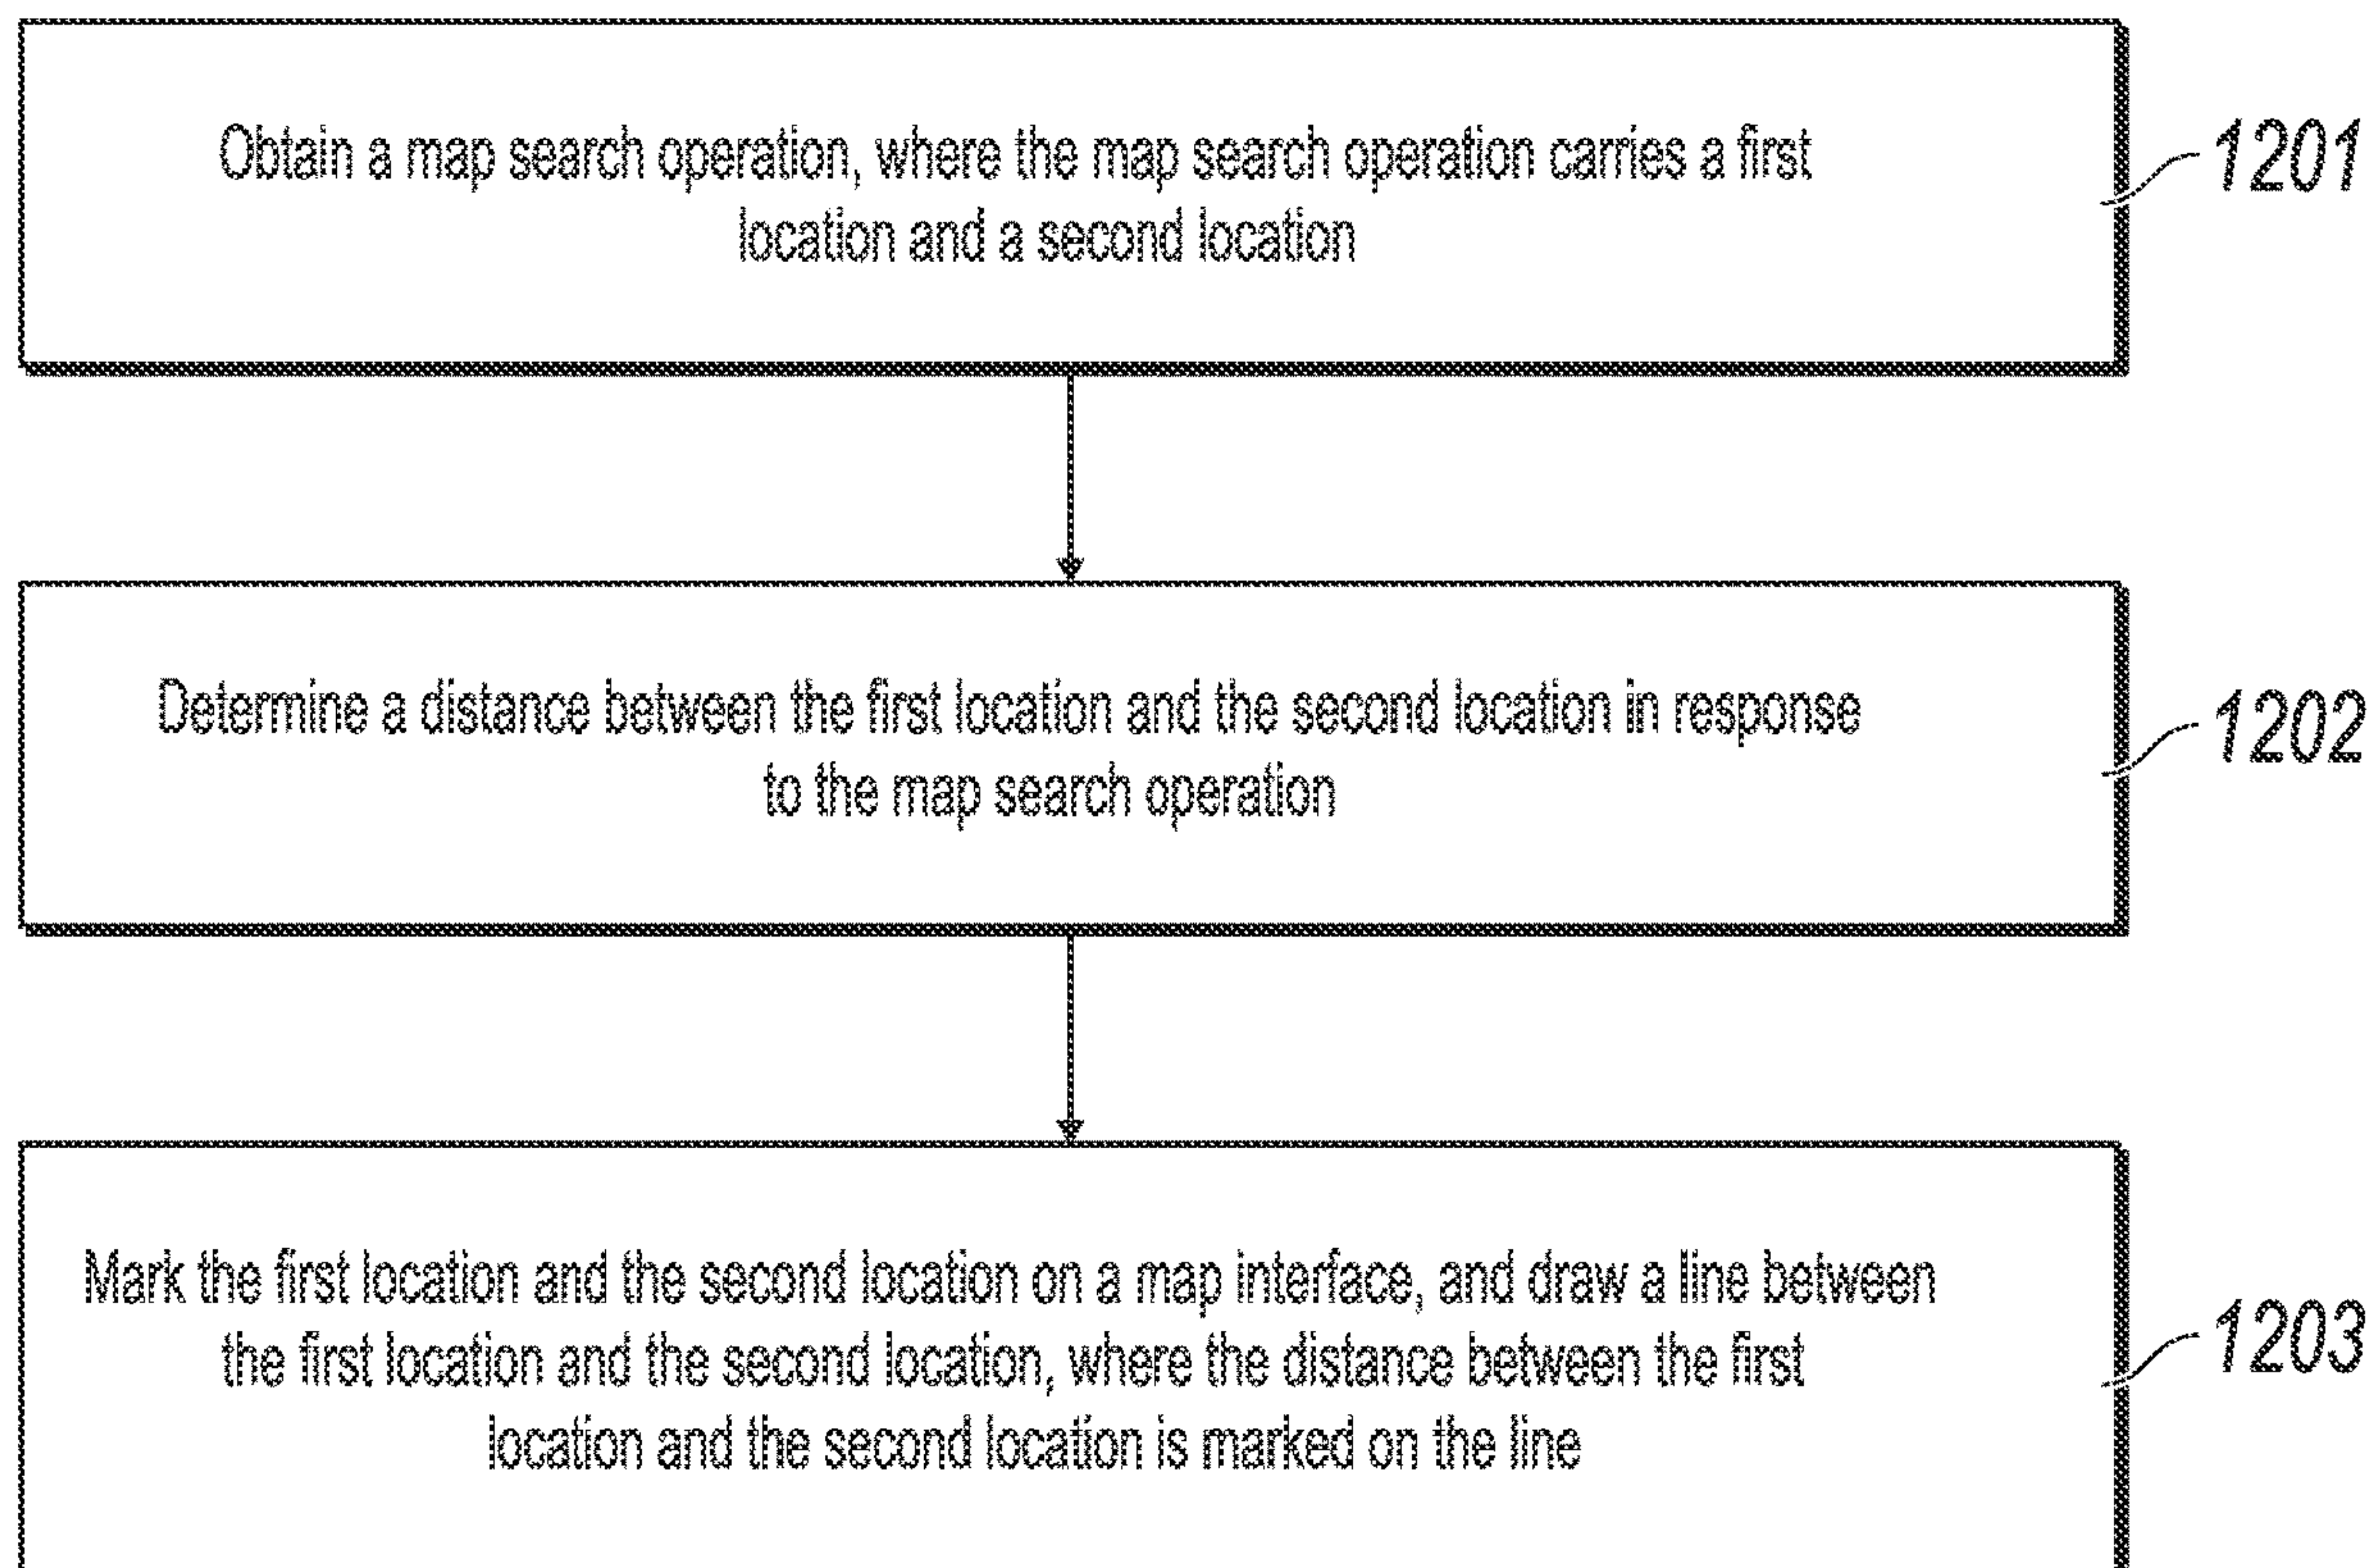 Obtain a map search operation, where the map search operation carries a first
location and a second location
1201
Determine a distance between the first location and the second location in response
to the map search operation
1202
Mark the first location and the second location on a map interface, and draw a line between
the first location and the second location, where the distance between the first
location and the second location is marked on the line
1203